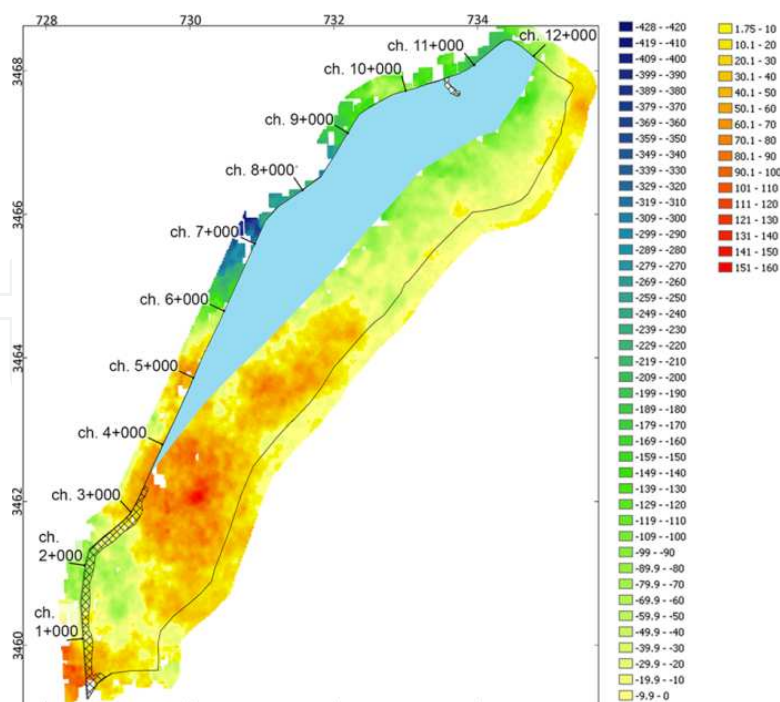 728 730 732 734
3468
3466
3464
3462
3460
ch. 12+000
ch. 11+000
ch. 10+000
ch. 9+000
ch. 8+000
ch. 7+000
ch. 6+000
ch. 5+000
ch. 4+000
ch. 3+000
ch.
2+000
ch.
1+000
-428 - -420
-419 - -410
-409 - -400
-399 - -390
-389 - -380
-379 - -370
-369 - -360
-359 - -350
-349 - -340
-339 - -330
-329 - -320
-319 - -310
-309 - -300
-299 - -290
-289 - -280
-279 - -270
-269 - -260
-259 - -250
-249 - -240
-239 - -230
-229 - -220
-219 - -210
-209 - -200
-199 - -190
-189 - -180
-179 - -170
-169 - -160
-159 - -150
-149 - -140
-139 - -130
-129 - -120
-119 - -110
-109 - -100
-99 - -90
-89.9 - -80
-79.9 - -70
-69.9 - -60
-59.9 - -50
-49.9 - -40
-39.9 - -30
-29.9 - -20
-19.9 - -10
-9.9 - 0
1.75 - 10
10.1 - 20
20.1 - 30
30.1 - 40
40.1 - 50
50.1 - 60
60.1 - 70
70.1 - 80
80.1 - 90
90.1 - 100
101 - 110
111 - 120
121 - 130
131 - 140
141 - 150
151 - 160